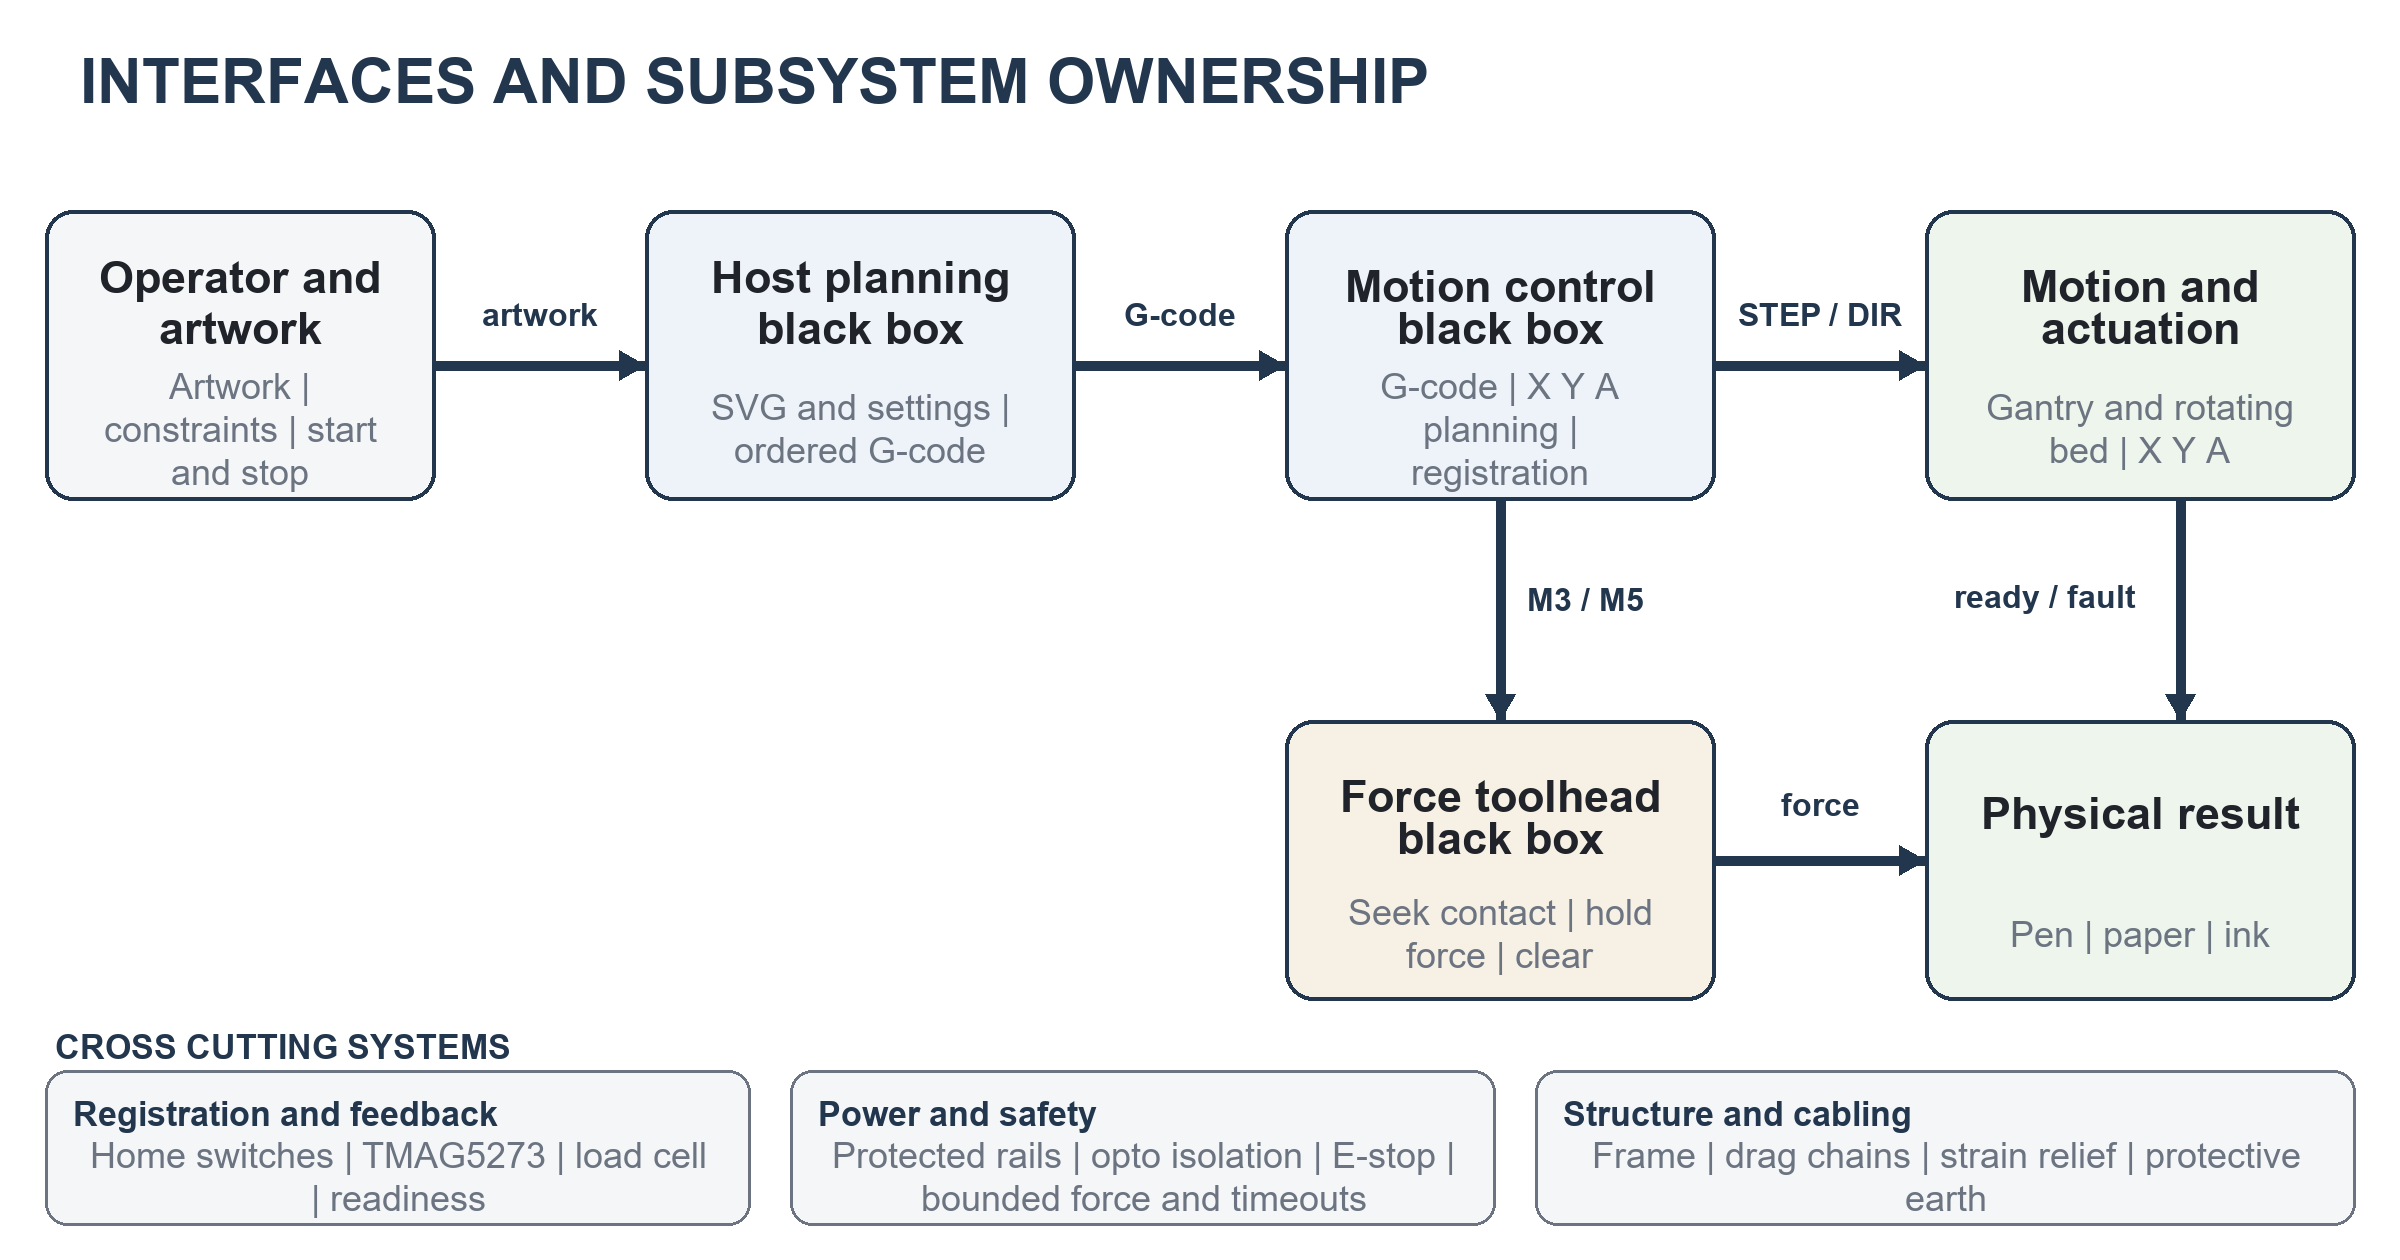 INTERFACES AND SUBSYSTEM OWNERSHIP
Operator and
artwork
Artwork |
constraints | start
and stop
artwork
Host planning
black box
SVG and settings |
ordered G-code
G-code
Motion control
black box
G-code | X Y A
planning |
registration
STEP / DIR
Motion and
actuation
Gantry and rotating
bed | X Y A
M3 / M5
ready / fault
Force toolhead
black box
Seek contact | hold
force | clear
force
Physical result
Pen | paper | ink
CROSS CUTTING SYSTEMS
Registration and feedback
Home switches | TMAG5273 | load cell
| readiness
Power and safety
Protected rails | opto isolation | E-stop |
bounded force and timeouts
Structure and cabling
Frame | drag chains | strain relief | protective
earth